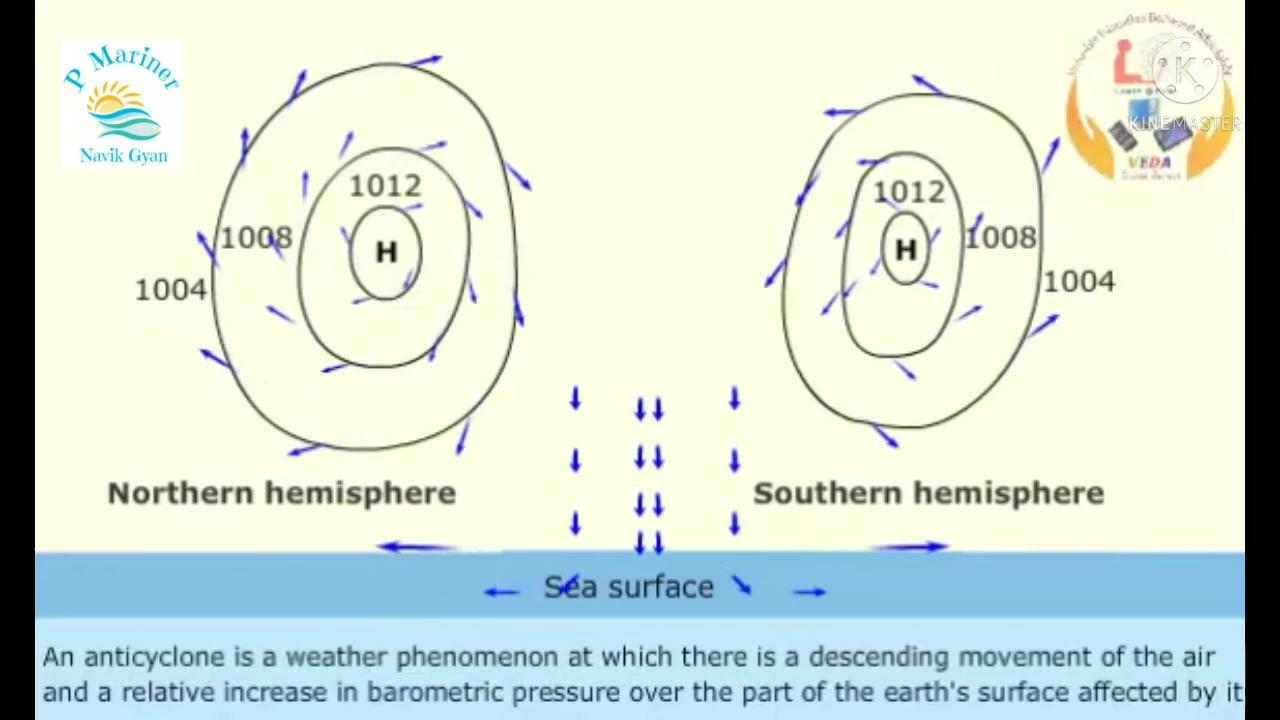 P Mariner
Navik Gyan
KINEMASTER
VEDA
1012
H
1008
1004
1012
H
1008
1004
Northern hemisphere
Southern hemisphere
Sea surface
An anticyclone is a weather phenomenon at which there is a descending movement of the air
and a relative increase in barometric pressure over the part of the earth's surface affected by it